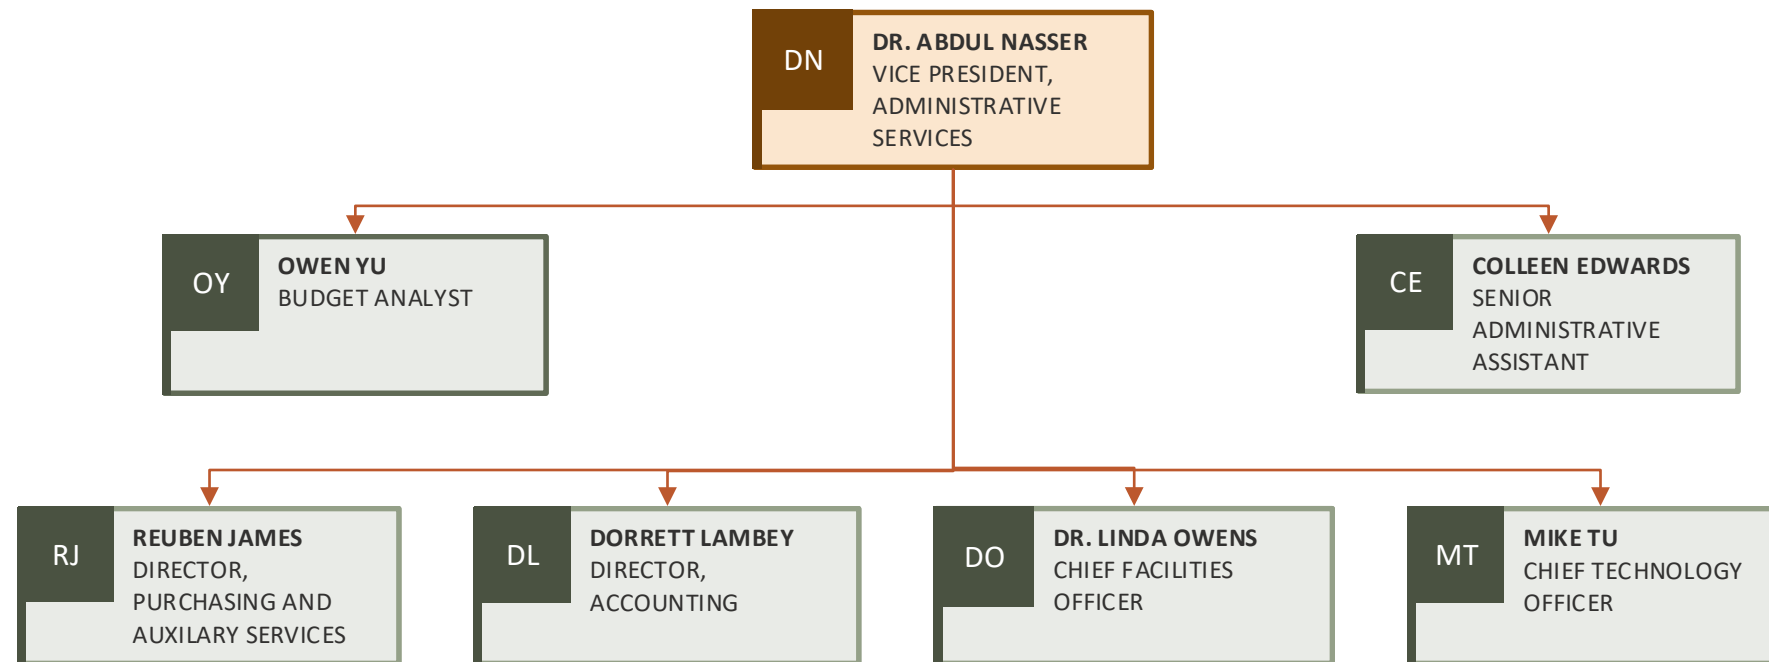 DN
DR. ABDUL NASSER
VICE PRESIDENT,
ADMINISTRATIVE
SERVICES
OY
OWEN YU
BUDGET ANALYST
CE
COLLEEN EDWARDS
SENIOR
ADMINISTRATIVE
ASSISTANT
RJ
REUBEN JAMES
DIRECTOR,
PURCHASING AND
AUXILARY SERVICES
DL
DORRETT LAMBEY
DIRECTOR,
ACCOUNTING
DO
DR. LINDA OWENS
CHIEF FACILITIES
OFFICER
MT
MIKE TU
CHIEF TECHNOLOGY
OFFICER